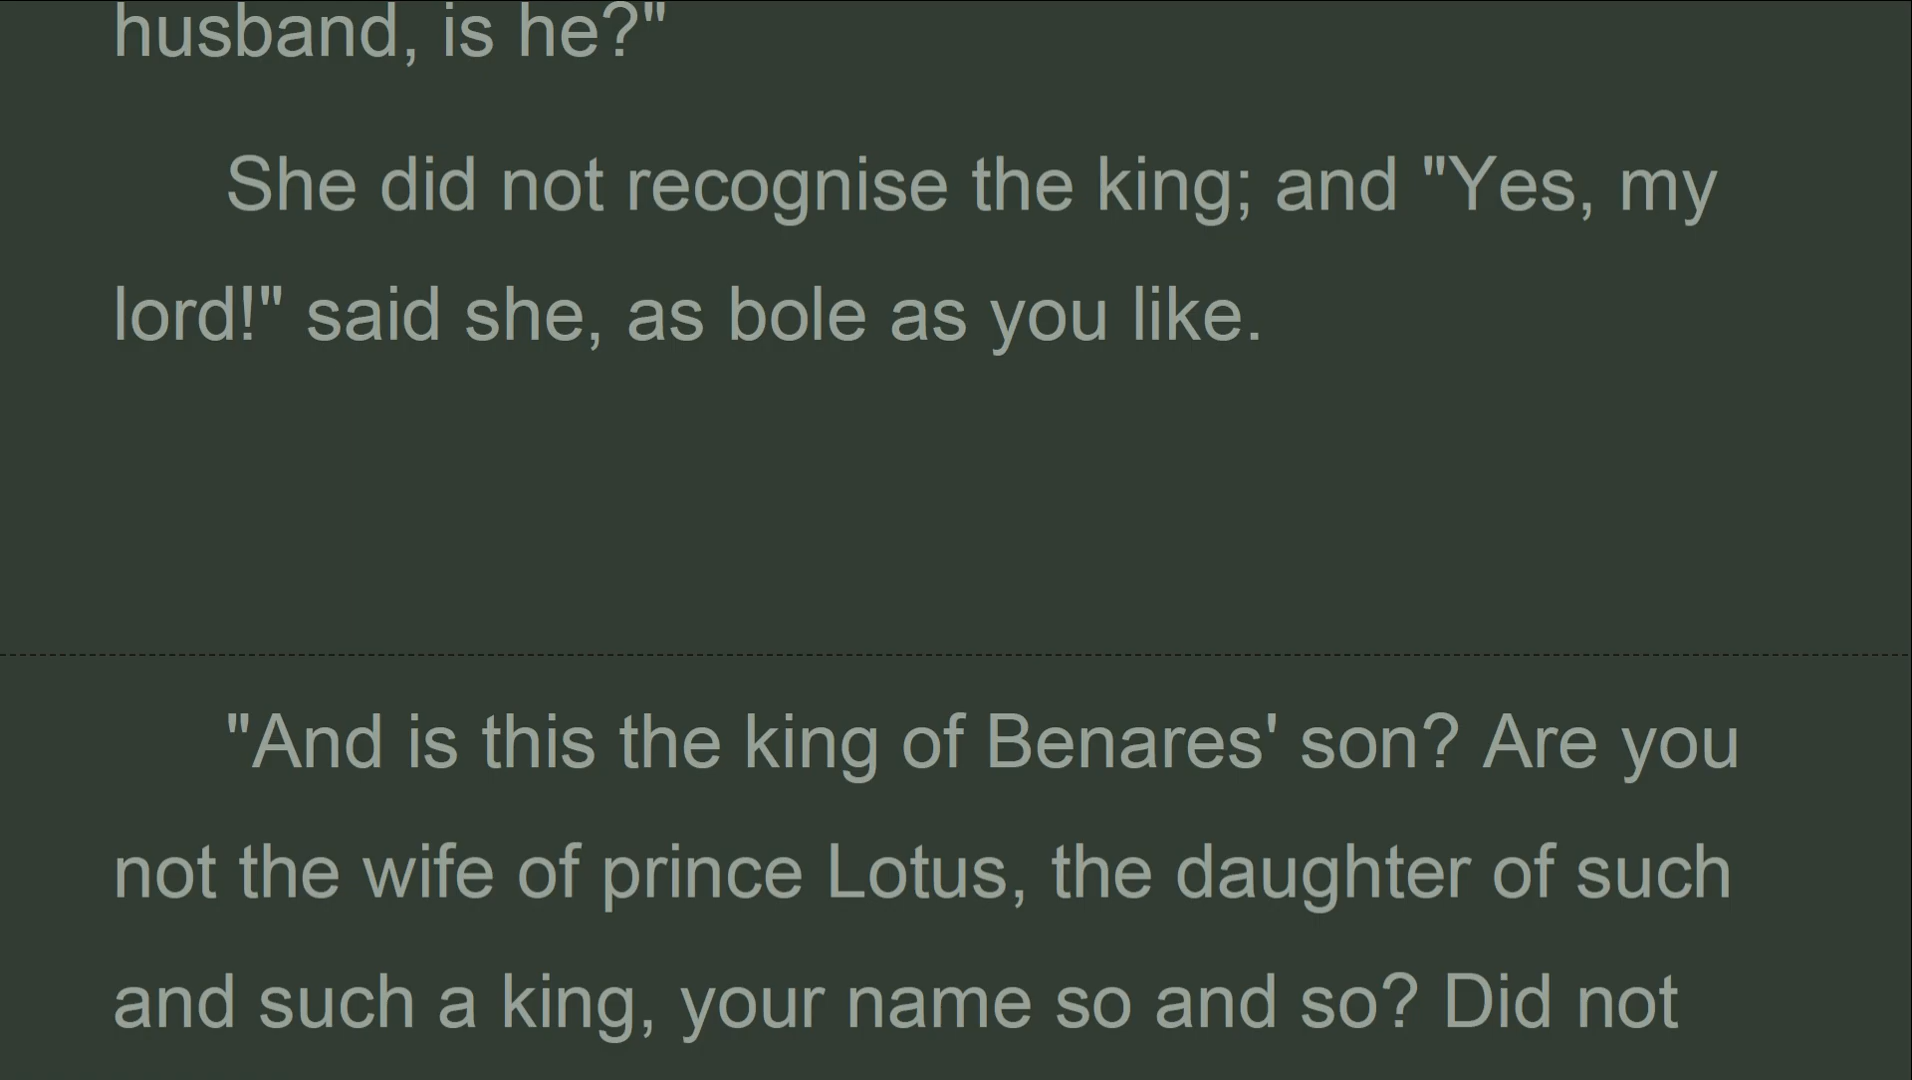 husband, is he?"
She did not recognise the king; and "Yes, my
lord!" said she, as bole as you like.
"And is this the king of Benares' son? Are you
not the wife of prince Lotus, the daughter of such
and such a king, your name so and so? Did not